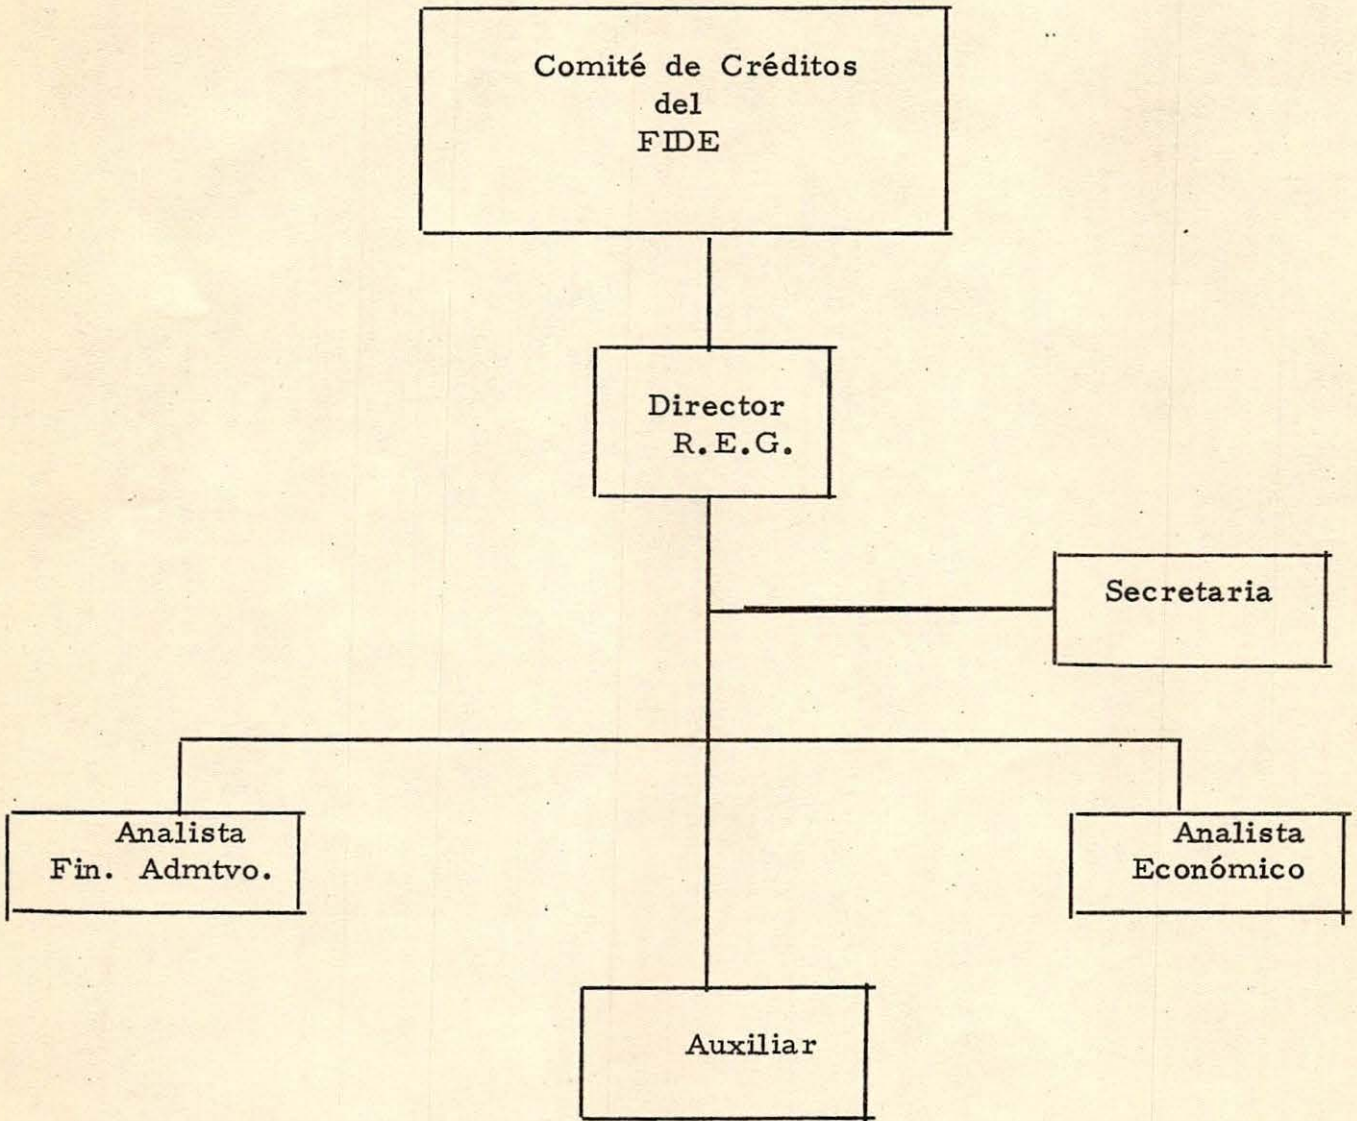 Comité de Créditos
del
FIDE
Director
R.E.G.
Secretaria
Analista
Fin. Admtvo.
Analista
Económico
Auxiliar